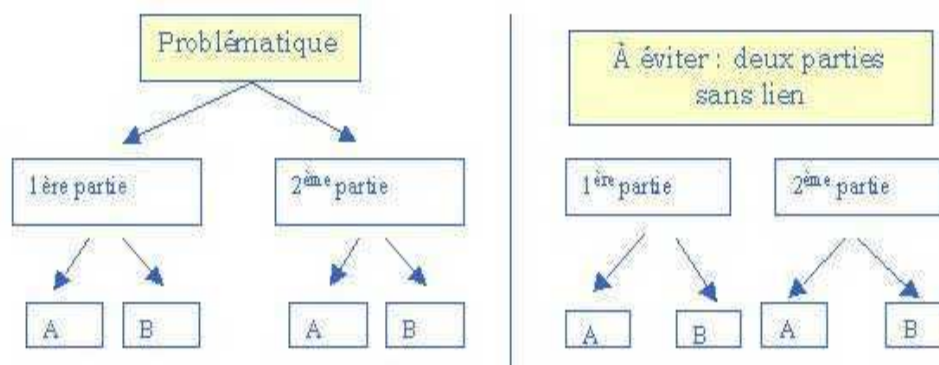 Problématique
1ère partie
2ème partie
A
B
A
B
À éviter : deux parties
sans lien
1ère partie
2ème partie
A
B
A
B